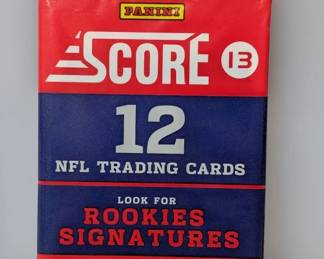 PANINI
SCORE 13
12
NFL TRADING CARDS
LOOK FOR
ROOKIES
SIGNATURES